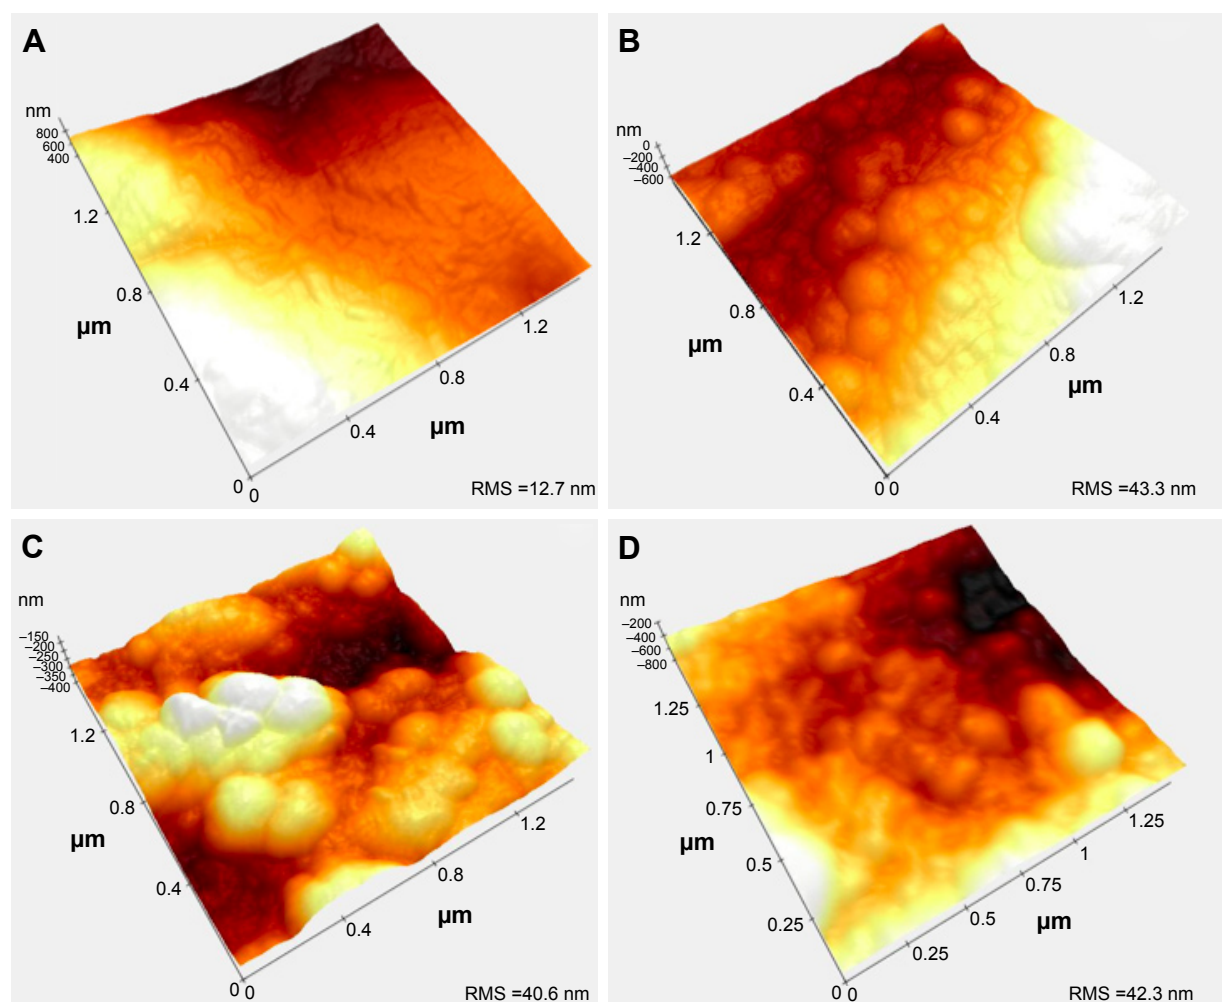 A
nm
800
600
400
1.2
0.8
µm
0.4
0
0
0.4
µm
0.8
1.2
RMS =12.7 nm
B
nm
0
–200
–400
–600
1.2
0.8
µm
0.4
0 0
0.4
0.8
µm
1.2
RMS =43.3 nm
C
nm
–150
–200
–250
–300
–350
–400
1.2
0.8
µm
0.4
0 0
0.4
µm
0.8
1.2
RMS =40.6 nm
D
nm
–200
–400
–600
–800
1.25
1
0.75
µm
0.5
0.25
0 0
0.25
0.5
µm
0.75
1
1.25
RMS =42.3 nm